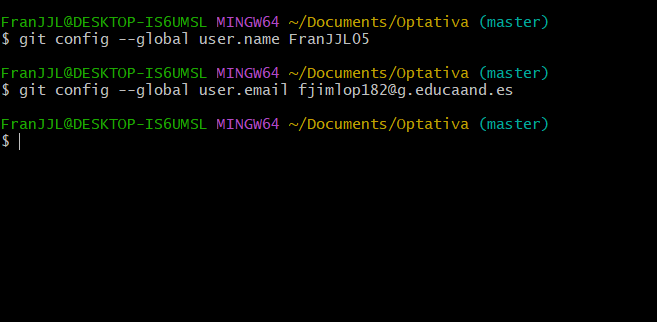 FranJJL@DESKTOP-IS6UMSL MINGW64 ~/Documents/Optativa (master)
$ git config --global user.name FranJJL05
FranJJL@DESKTOP-IS6UMSL MINGW64 ~/Documents/Optativa (master)
$ git config --global user.email fjimlop182@g.educaand.es
FranJJL@DESKTOP-IS6UMSL MINGW64 ~/Documents/Optativa (master)
$